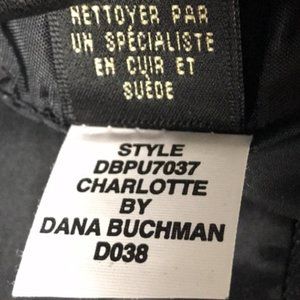 NETTOYER PAR
UN SPÉCIALISTE
EN CUIR ET
SUÈDE
STYLE
DBPU7037
CHARLOTTE
BY
DANA BUCHMAN
D038